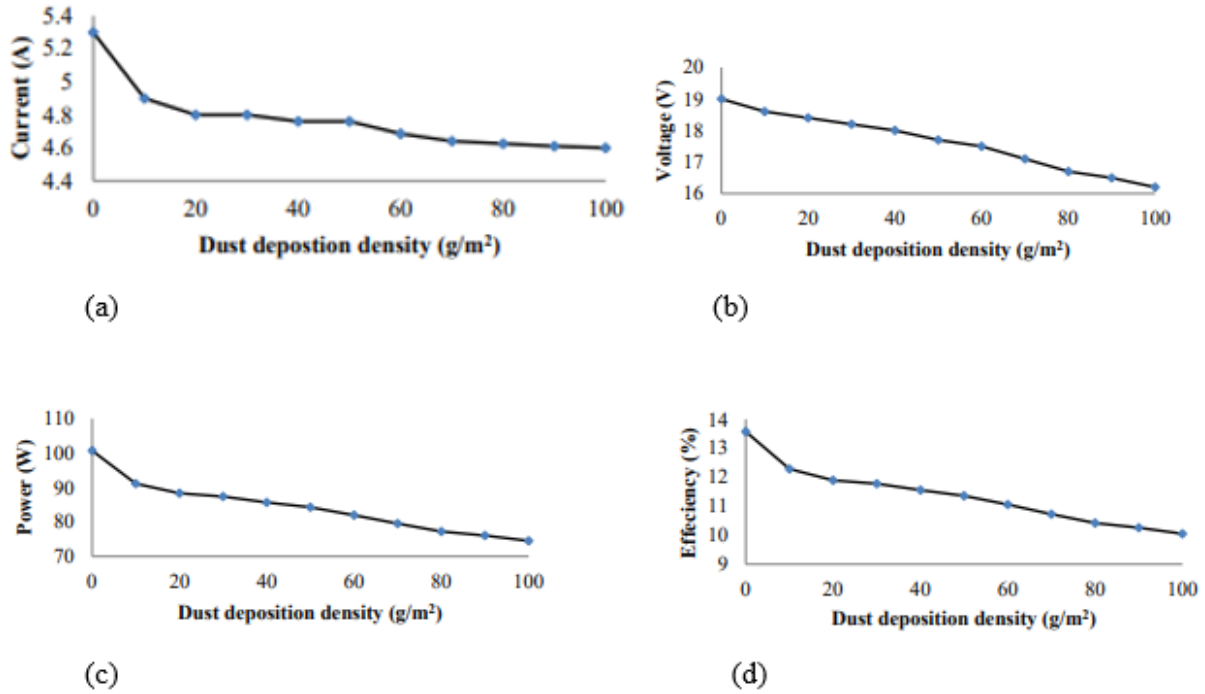 5.4
5.2
5
4.8
4.6
4.4
Current (A)
0 20 40 60 80 100
Dust depostion density (g/m²)
(a)
20
19
18
17
16
Voltage (V)
0 20 40 60 80 100
Dust deposition density (g/m²)
(b)
110
100
90
80
70
Power (W)
0 20 40 60 80 100
Dust deposition density (g/m²)
(c)
14
13
12
11
10
9
Effeciency (%)
0 20 40 60 80 100
Dust deposition density (g/m²)
(d)